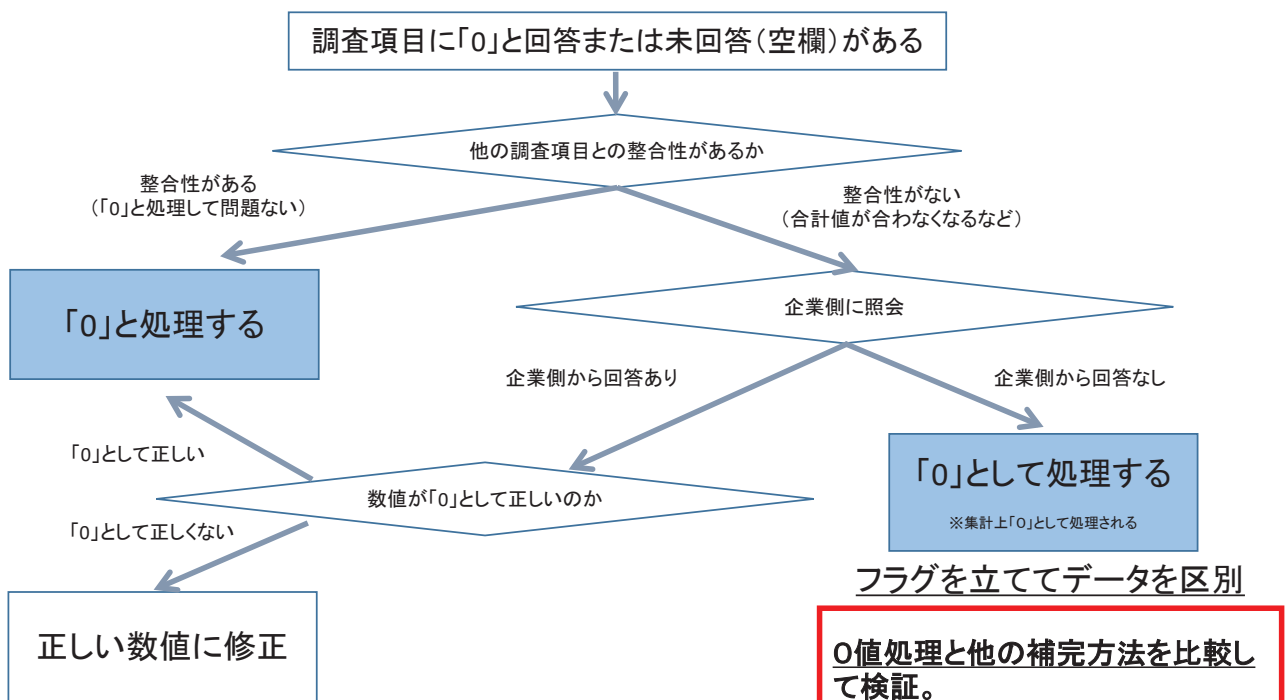 調査項目に「0」と回答または未回答(空欄)がある
他の調査項目との整合性があるか
整合性がある
(「0」と処理して問題ない)
整合性がない
(合計値が合わなくなるなど)
「0」と処理する
企業側に照会
企業側から回答あり
企業側から回答なし
「0」として正しい
数値が「0」として正しいのか
「0」として処理する
※集計上「0」として処理される
「0」として正しくない
フラグを立ててデータを区別
正しい数値に修正
0値処理と他の補完方法を比較し
て検証。